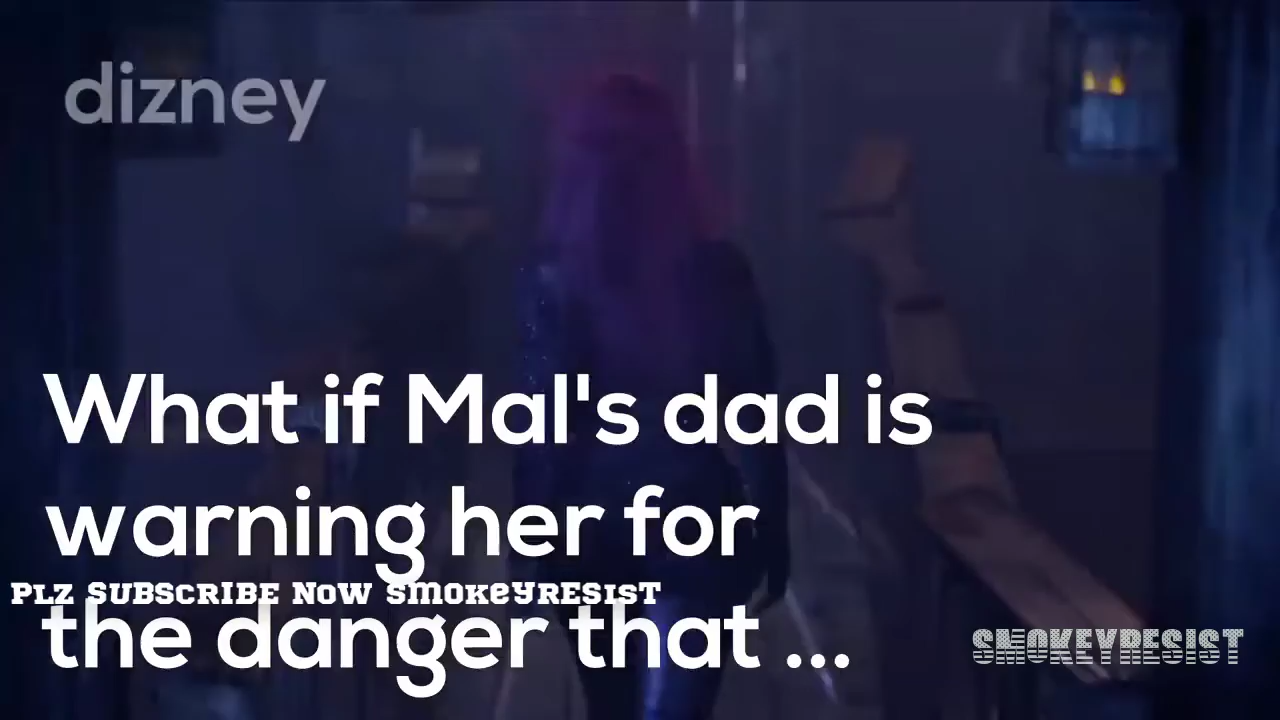 dizney
What if Mal's dad is
warning her for
PLZ SUBSCRIBE NOW SMOKEYRESIST
the danger that ...
SMOKEYRESIST